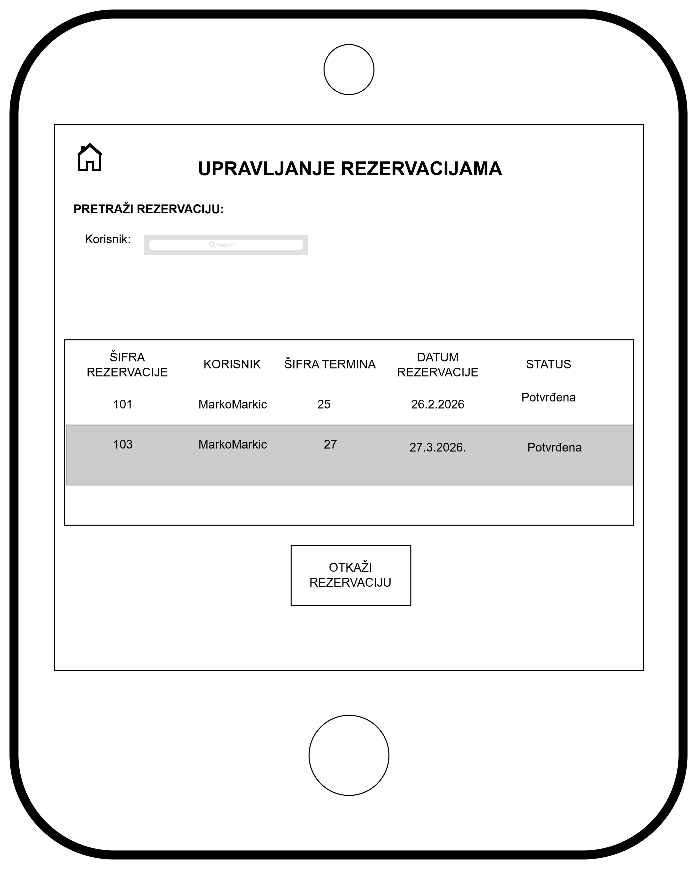 UPRAVLJANJE REZERVACIJAMA
PRETRAŽI REZERVACIJU:
Korisnik:
Search
ŠIFRA
REZERVACIJE
KORISNIK
ŠIFRA TERMINA
DATUM
REZERVACIJE
STATUS
101 MarkoMarkic 25 26.2.2026 Potvrđena
103 MarkoMarkic 27 27.3.2026. Potvrđena
OTKAŽI
REZERVACIJU